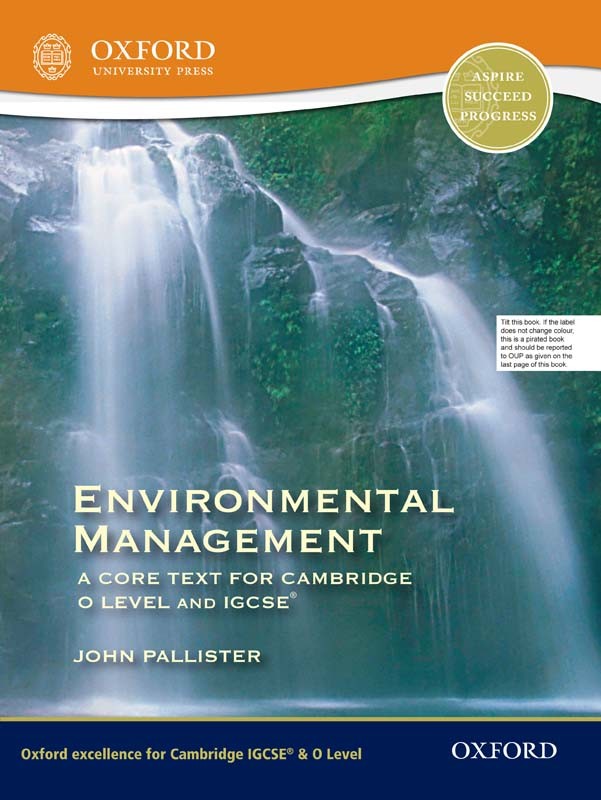 OXFORD
UNIVERSITY PRESS
ASPIRE
SUCCEED
PROGRESS
Tilt this book. If the label
does not change colour,
this is a pirated book
and should be reported
to OUP as given on the
last page of this book.
ENVIRONMENTAL
MANAGEMENT
A CORE TEXT FOR CAMBRIDGE
O LEVEL AND IGCSE®
JOHN PALLISTER
Oxford excellence for Cambridge IGCSE® & O Level
OXFORD